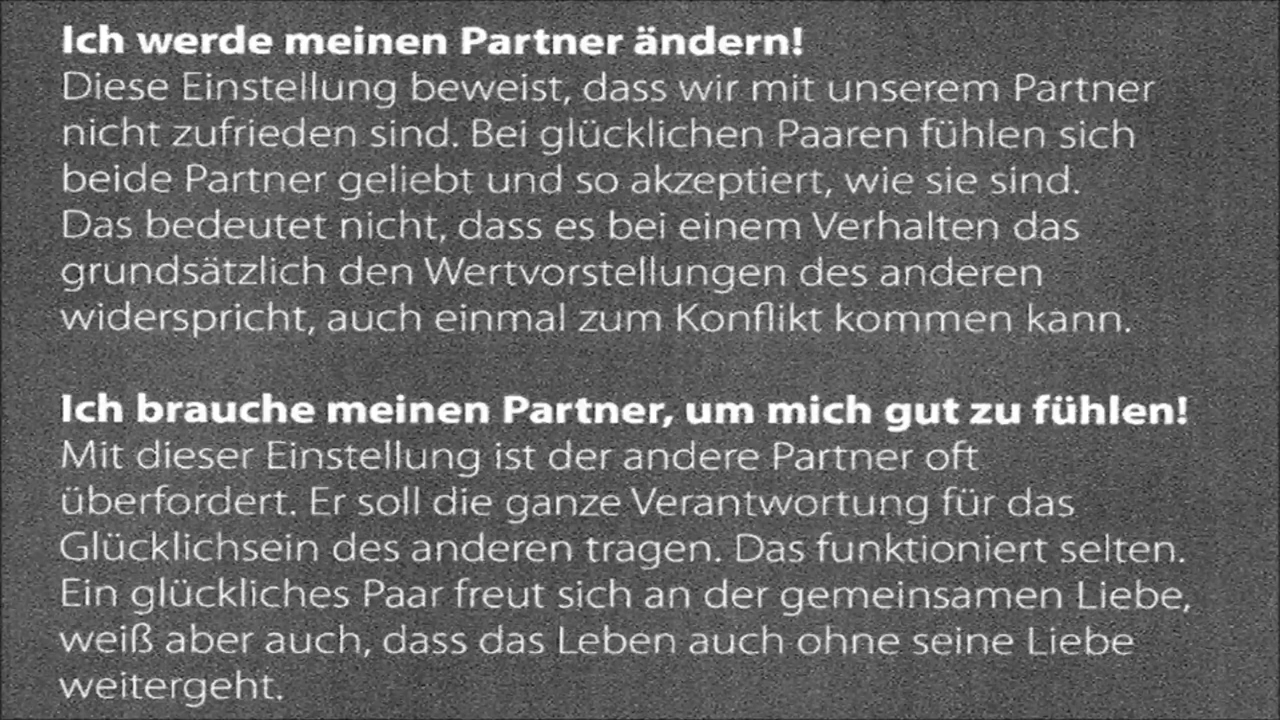 Ich werde meinen Partner ändern!
Diese Einstellung beweist, dass wir mit unserem Partner
nicht zufrieden sind. Bei glücklichen Paaren fühlen sich
beide Partner geliebt und so akzeptiert, wie sie sind.
Das bedeutet nicht, dass es bei einem Verhalten das
grundsätzlich den Wertvorstellungen des anderen
widerspricht, auch einmal zum Konflikt kommen kann.
Ich brauche meinen Partner, um mich gut zu fühlen!
Mit dieser Einstellung ist der andere Partner oft
überfordert. Er soll die ganze Verantwortung für das
Glücklichsein des anderen tragen. Das funktioniert selten.
Ein glückliches Paar freut sich an der gemeinsamen Liebe,
weiß aber auch, dass das Leben auch ohne seine Liebe
weitergeht.